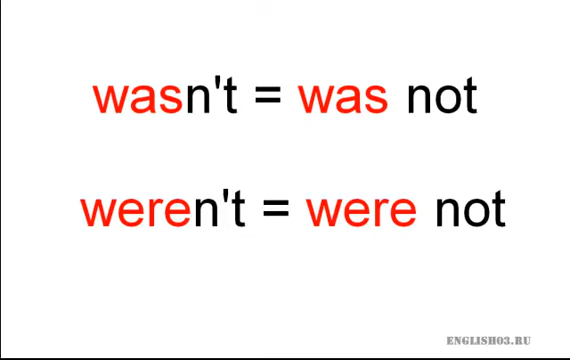 wasn't = was not
weren't = were not
ENGLISH03.RU